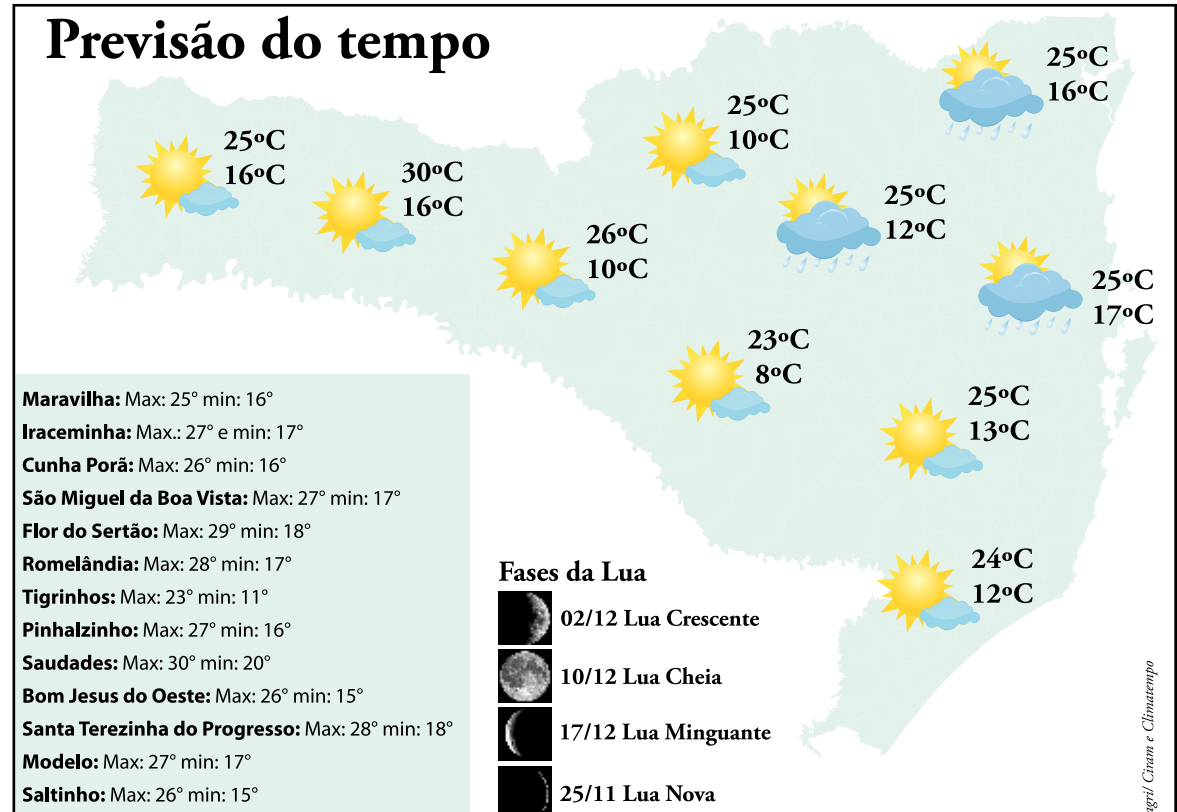 Previsão do tempo
25ºC
16ºC
30ºC
16ºC
26ºC
10ºC
25ºC
10ºC
25ºC
12ºC
25ºC
16ºC
25ºC
17ºC
23ºC
8ºC
25ºC
13ºC
24ºC
12ºC
Maravilha: Max: 25° min: 16°
Iraceminha: Max.: 27° e min: 17°
Cunha Porã: Max: 26° min: 16°
São Miguel da Boa Vista: Max: 27° min: 17°
Flor do Sertão: Max: 29° min: 18°
Romelândia: Max: 28° min: 17°
Tigrinhos: Max: 23° min: 11°
Pinhalzinho: Max: 27° min: 16°
Saudades: Max: 30° min: 20°
Bom Jesus do Oeste: Max: 26° min: 15°
Santa Terezinha do Progresso: Max: 28° min: 18°
Modelo: Max: 27° min: 17°
Saltinho: Max: 26° min: 15°
Fases da Lua
02/12 Lua Crescente
10/12 Lua Cheia
17/12 Lua Minguante
25/11 Lua Nova
agri/ Ciram e Climatempo